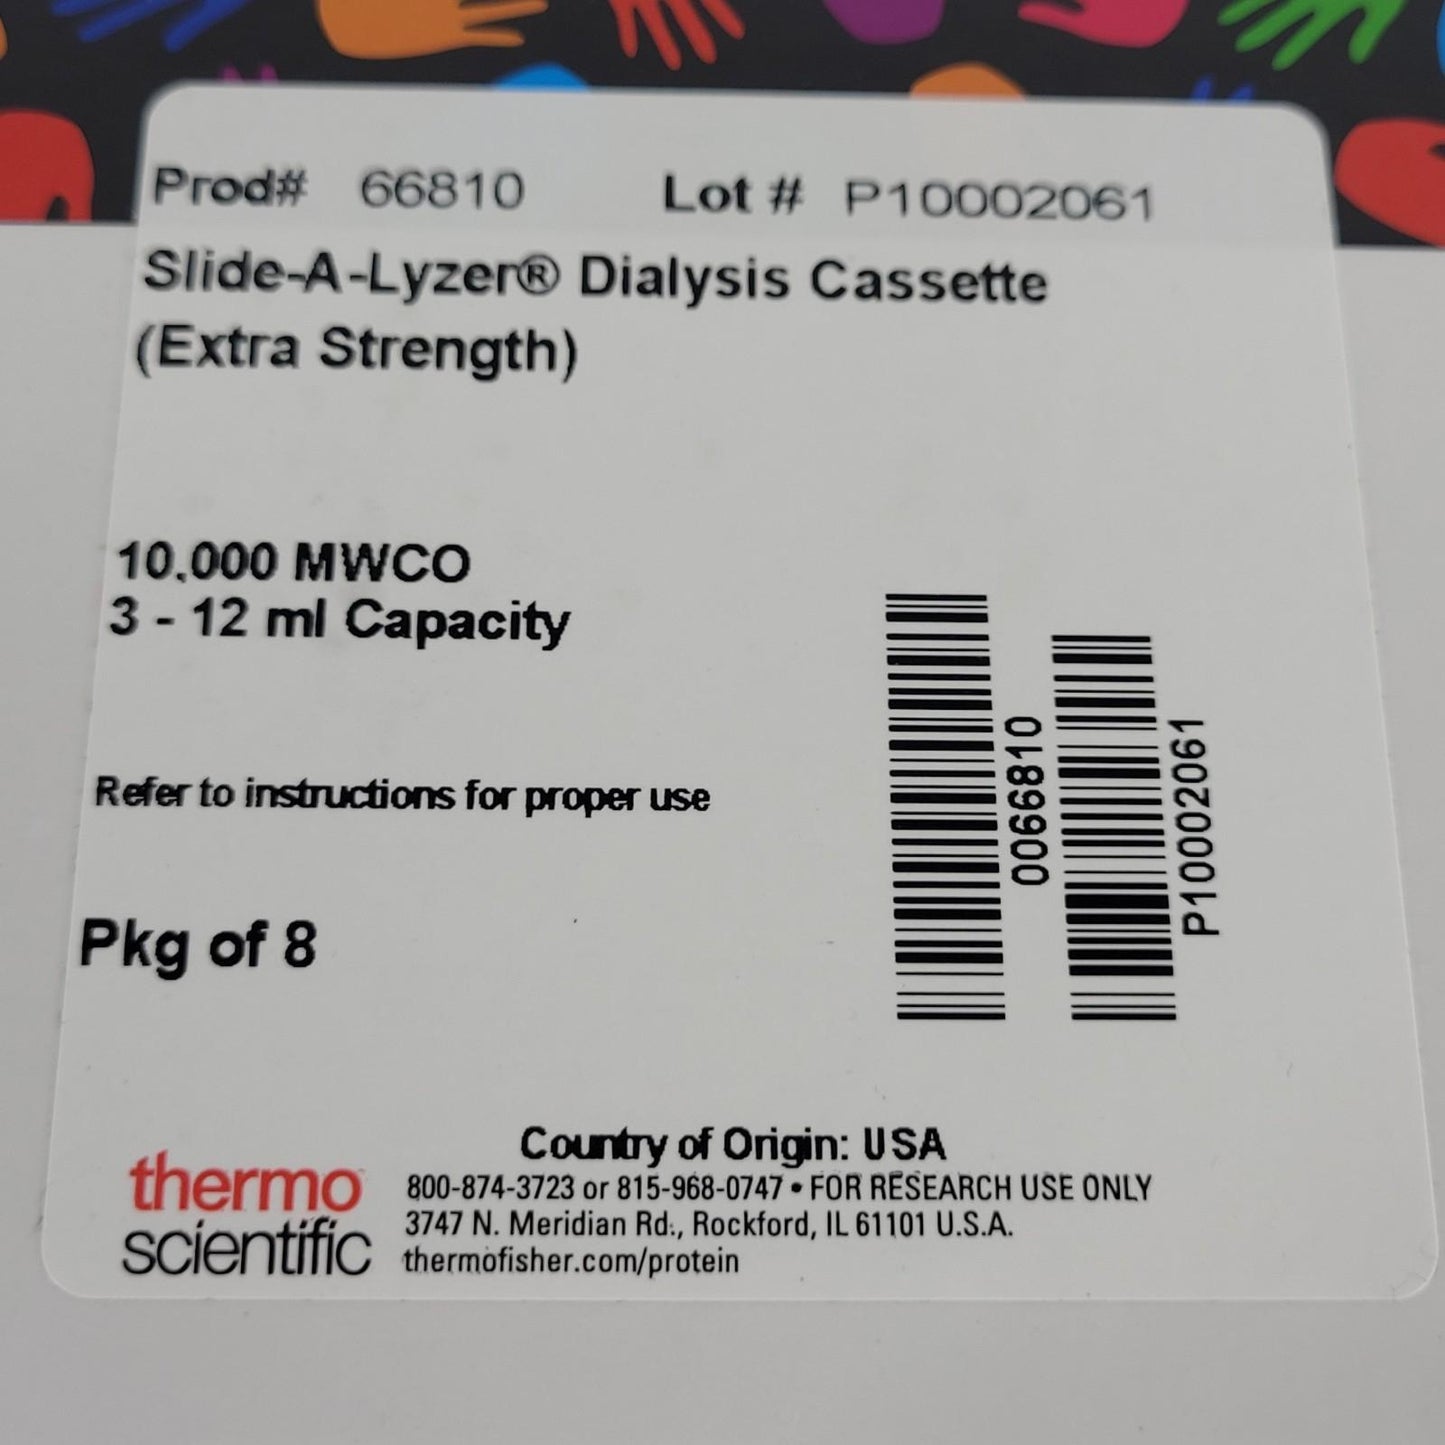 Prod# 66810 Lot # P10002061
Slide-A-Lyzer® Dialysis Cassette
(Extra Strength)
10,000 MWCO
3 - 12 ml Capacity
Refer to instructions for proper use
Pkg of 8
0066810
P10002061
Country of Origin: USA
thermo
scientific
800-874-3723 or 815-968-0747 • FOR RESEARCH USE ONLY
3747 N. Meridian Rd., Rockford, IL 61101 U.S.A.
thermofisher.com/protein